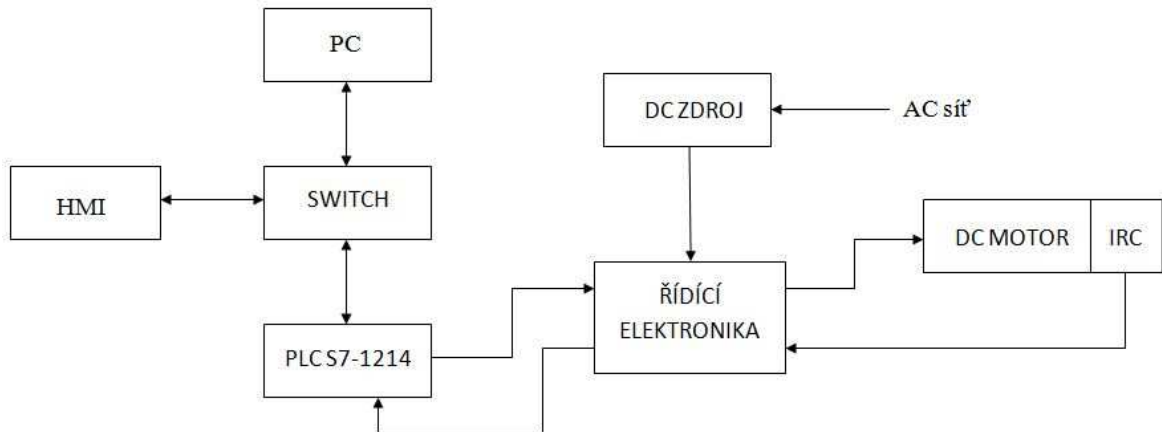 PC
DC ZDROJ
AC síť
HMI
SWITCH
DC MOTOR
IRC
ŘÍDÍCÍ
ELEKTRONIKA
PLC S7-1214